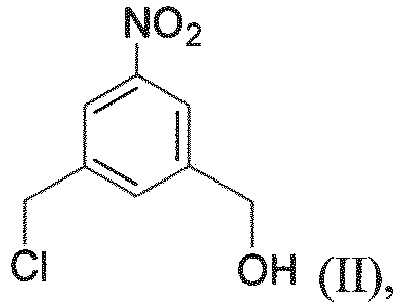 NO2
Cl
OH (II),